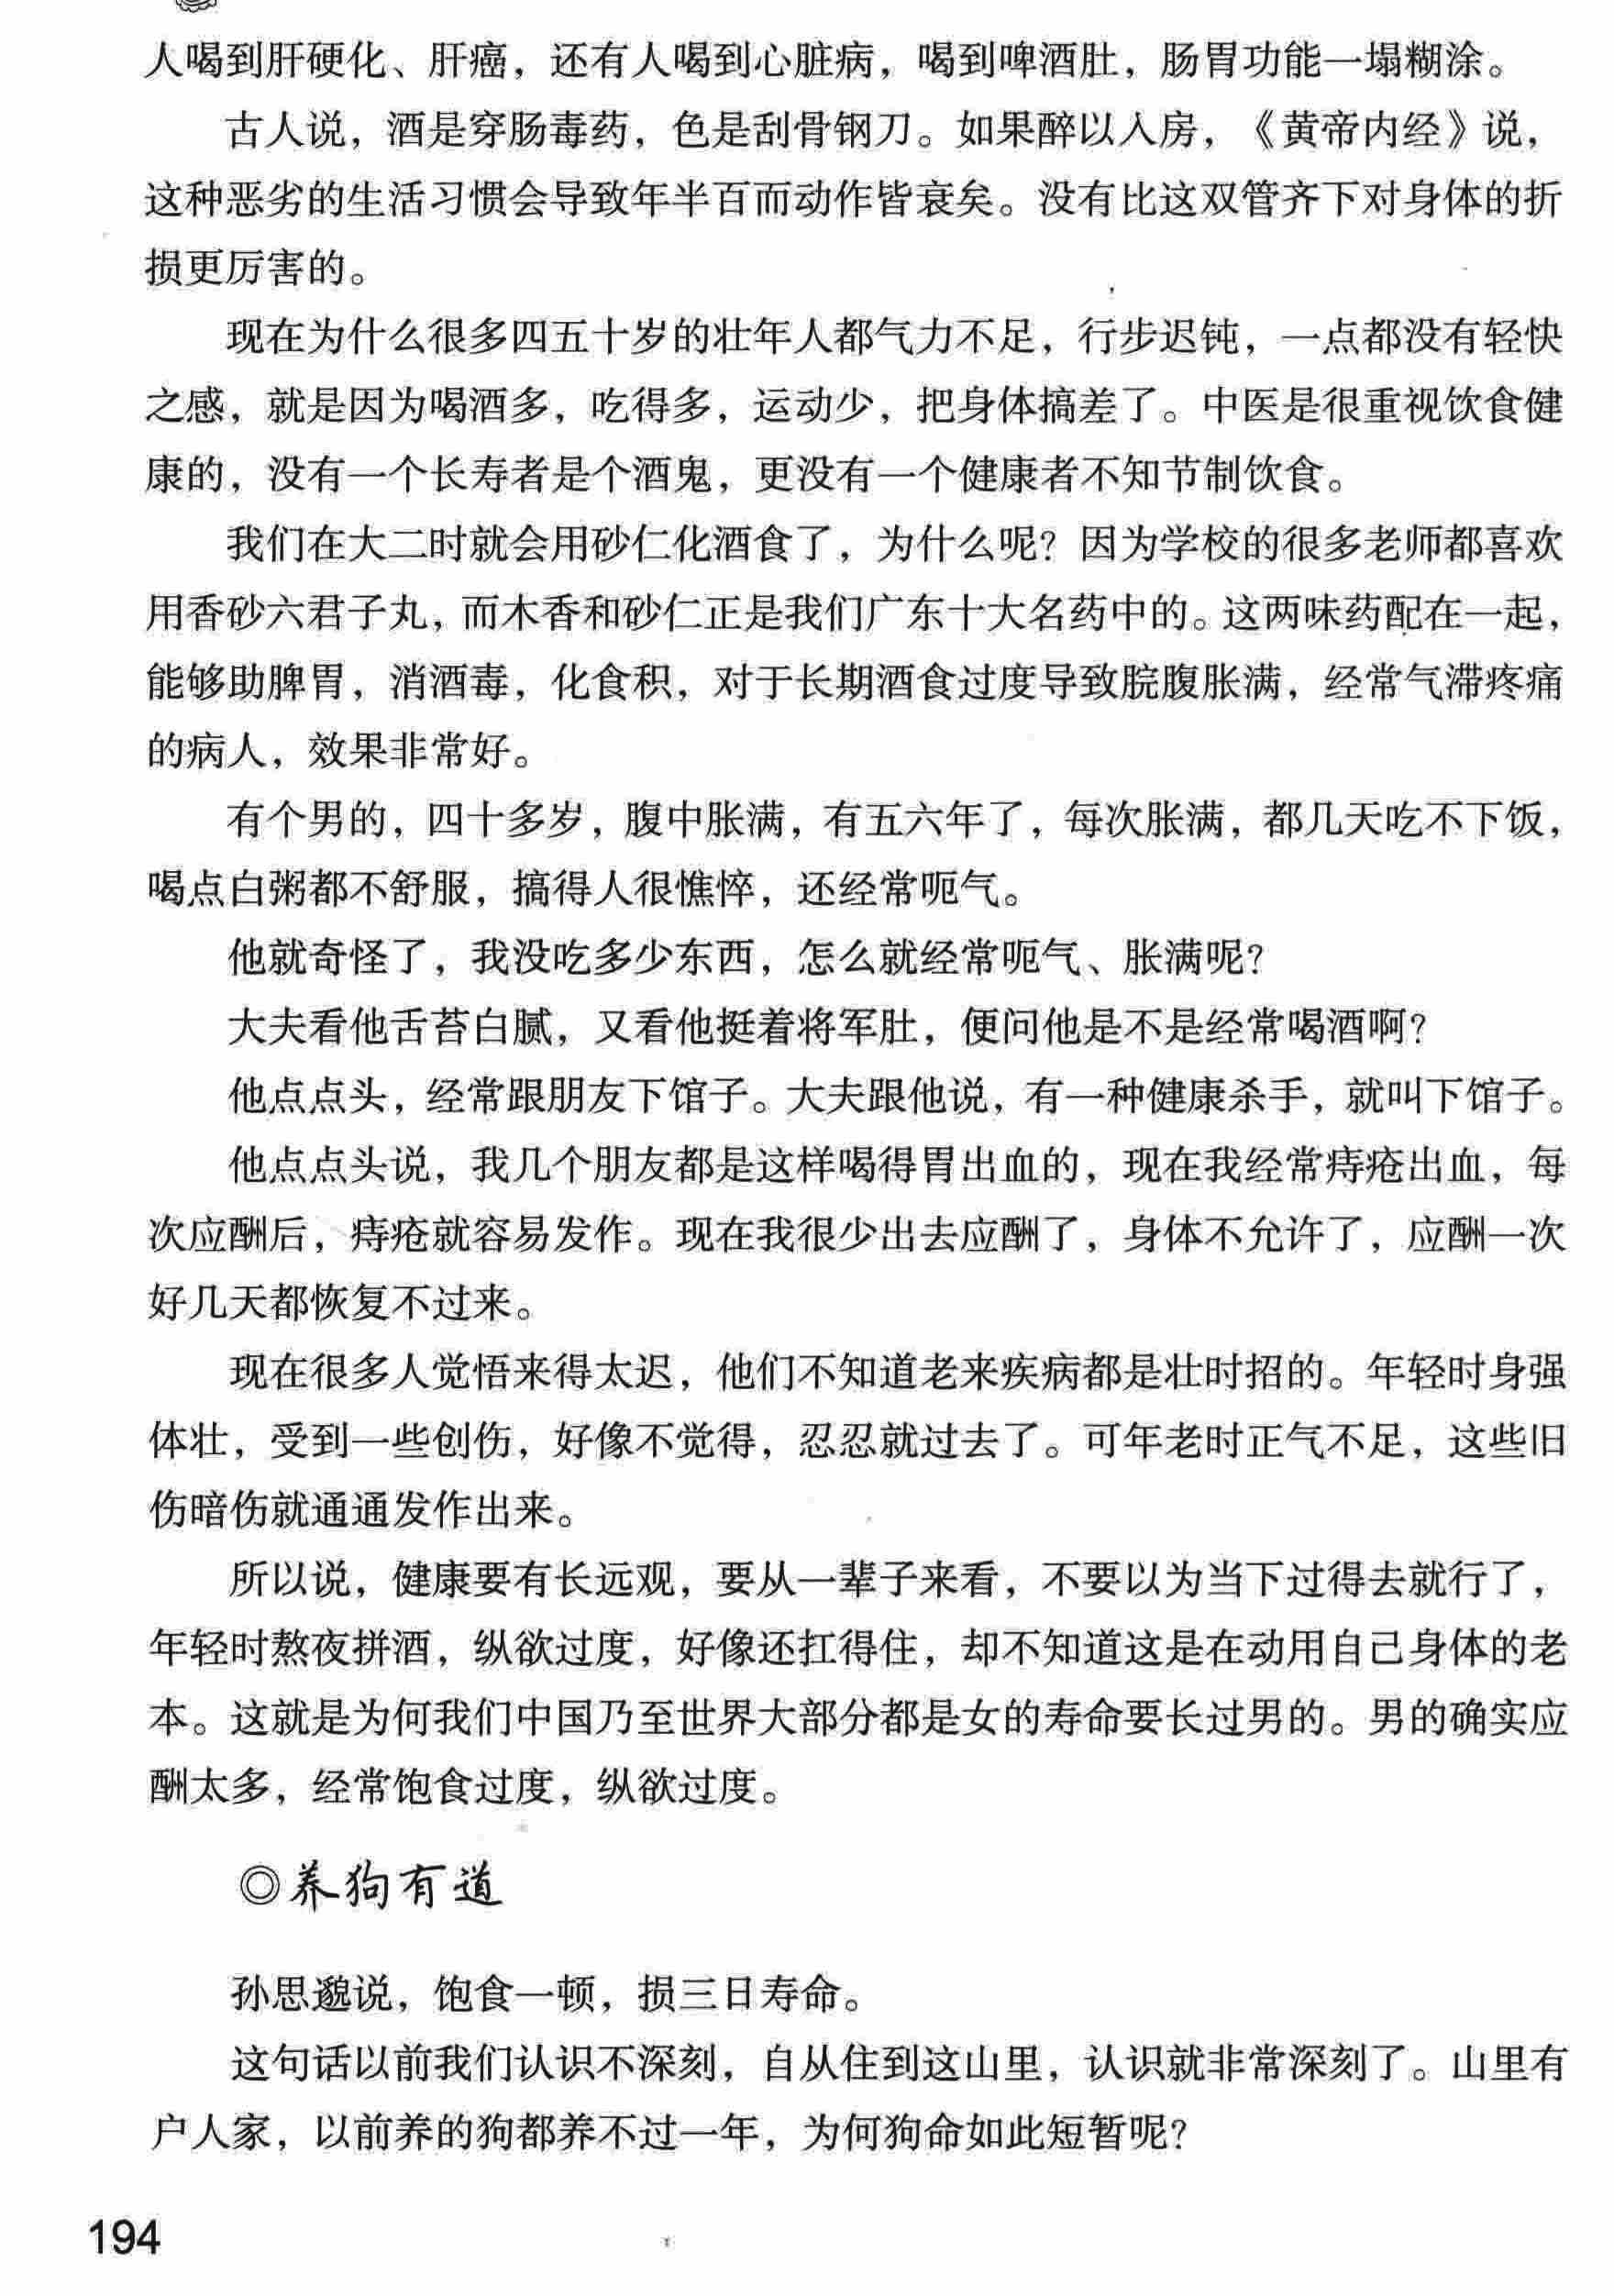 人喝到肝硬化、肝癌，还有人喝到心脏病，喝到啤酒肚，肠胃功能一塌糊涂。
古人说，酒是穿肠毒药，色是刮骨钢刀。如果醉以入房，《黄帝内经》说，
这种恶劣的生活习惯会导致年半百而动作皆衰矣。没有比这双管齐下对身体的折
损更厉害的。
现在为什么很多四五十岁的壮年人都气力不足，行步迟钝，一点都没有轻快
之感，就是因为喝酒多，吃得多，运动少，把身体搞差了。中医是很重视饮食健
康的，没有一个长寿者是个酒鬼，更没有一个健康者不知节制饮食。
我们在大二时就会用砂仁化酒食了，为什么呢？因为学校的很多老师都喜欢
用香砂六君子丸，而木香和砂仁正是我们广东十大名药中的。这两味药配在一起，
能够助脾胃，消酒毒，化食积，对于长期酒食过度导致脘腹胀满，经常气滞疼痛
的病人，效果非常好。
有个男的，四十多岁，腹中胀满，有五六年了，每次胀满，都几天吃不下饭，
喝点白粥都不舒服，搞得人很憔悴，还经常呃气。
他就奇怪了，我没吃多少东西，怎么就经常呃气、胀满呢？
大夫看他舌苔白腻，又看他挺着将军肚，便问他是不是经常喝酒啊？
他点点头，经常跟朋友下馆子。大夫跟他说，有一种健康杀手，就叫下馆子。
他点点头说，我几个朋友都是这样喝得胃出血的，现在我经常痔疮出血，每
次应酬后，痔疮就容易发作。现在我很少出去应酬了，身体不允许了，应酬一次
好几天都恢复不过来。
现在很多人觉悟来得太迟，他们不知道老来疾病都是壮时招的。年轻时身强
体壮，受到一些创伤，好像不觉得，忍忍就过去了。可年老时正气不足，这些旧
伤暗伤就通通发作出来。
所以说，健康要有长远观，要从一辈子来看，不要以为当下过得去就行了，
年轻时熬夜拼酒，纵欲过度，好像还扛得住，却不知道这是在动用自己身体的老
本。这就是为何我们中国乃至世界大部分都是女的寿命要长过男的。男的确实应
酬太多，经常饱食过度，纵欲过度。
◎养狗有道
孙思邈说，饱食一顿，损三日寿命。
这句话以前我们认识不深刻，自从住到这山里，认识就非常深刻了。山里有
户人家，以前养的狗都养不过一年，为何狗命如此短暂呢？
194